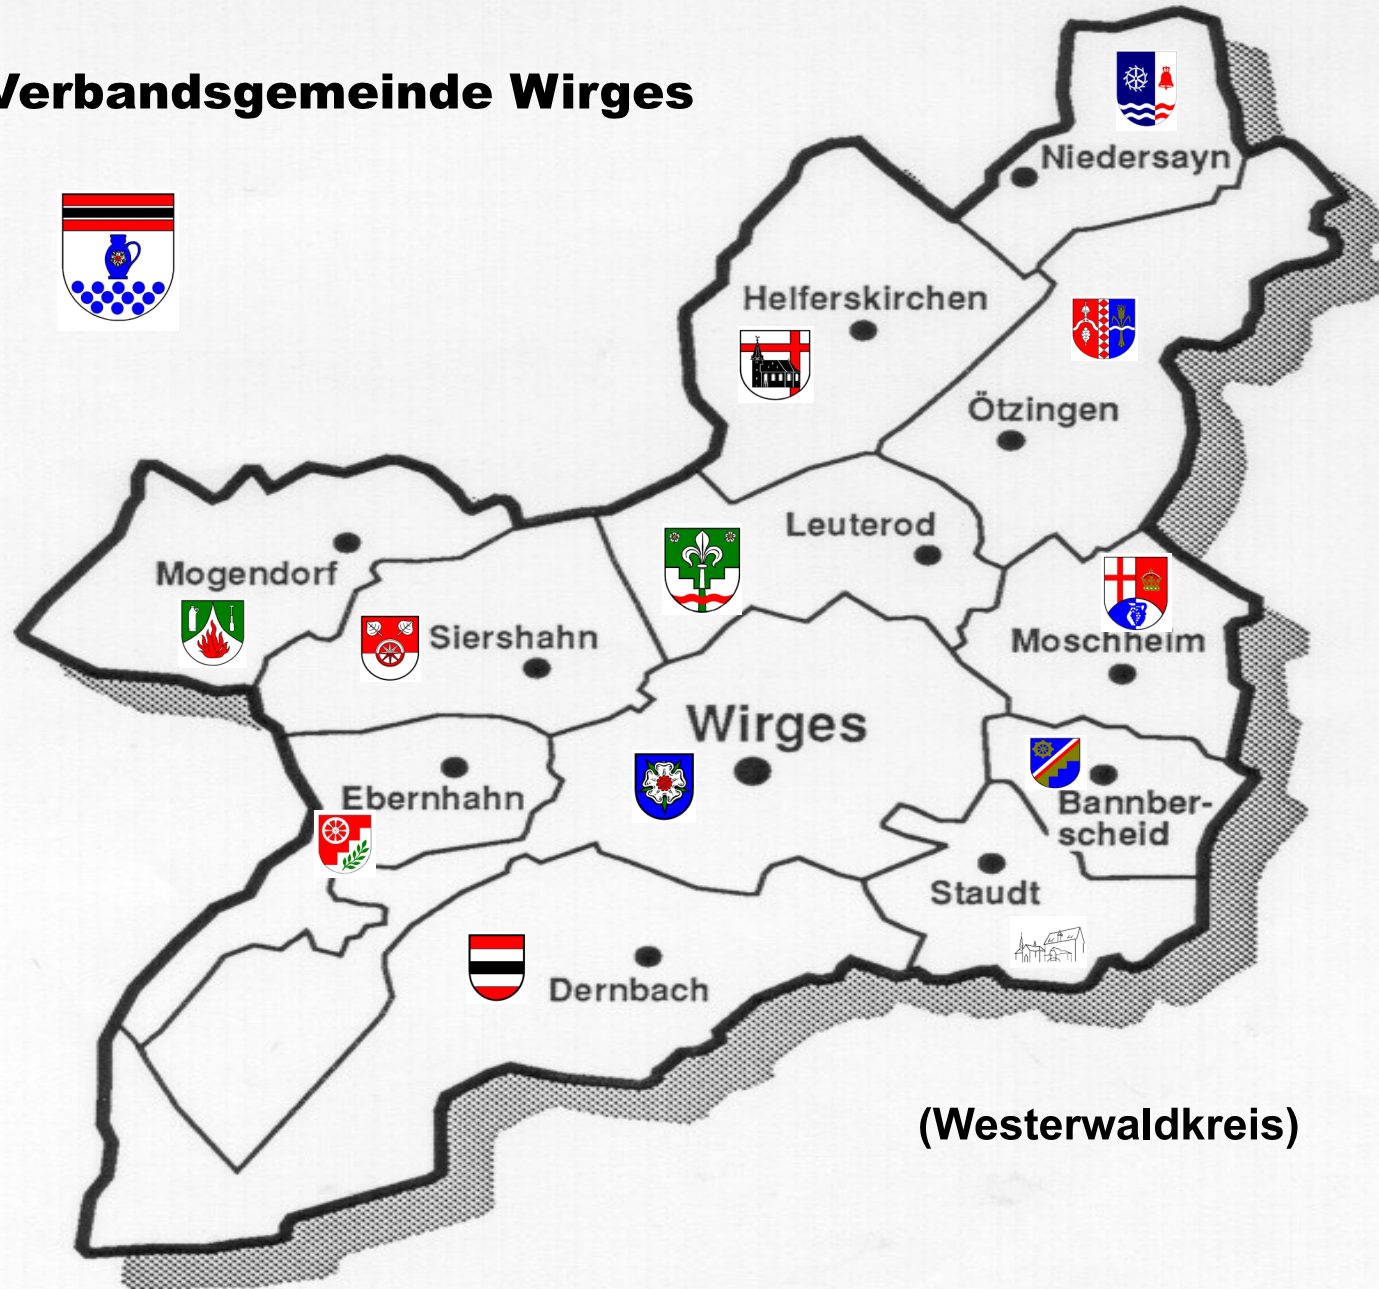 Verbandsgemeinde Wirges
Niedersayn
Helferskirchen
Ötzingen
Leuterod
Mogendorf
Siershahn
Moschheim
Wirges
Ebernhahn
Bannber-
scheid
Staudt
Dernbach
(Westerwaldkreis)